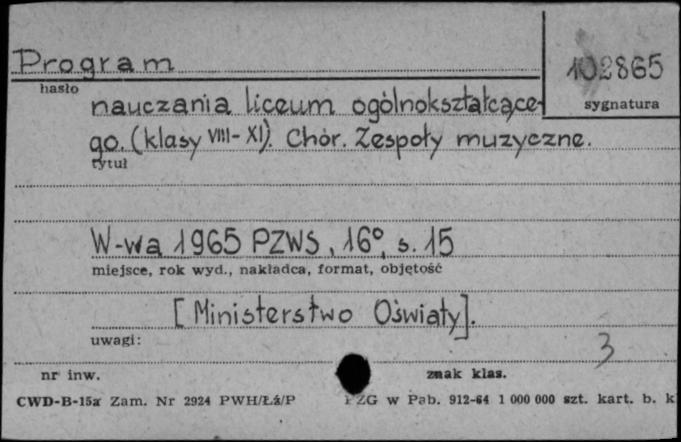 Program
102865
hasło
sygnatura
nauczania liceum ogólnokształcące-
go. (klasy VIII-XI). Chór. Zespoły muzyczne.
tytuł
W-wa 1965 PZWS, 16°, s. 15
miejsce, rok wyd., nakładca, format, objętość
[Ministerstwo Oświaty].
uwagi:
3
nr inw.
znak klas.
CWD-B-15a Zam. Nr 2924 PWH/Łż/P
PZG w Pab. 912-64 1 000 000 szt. kart. b. k